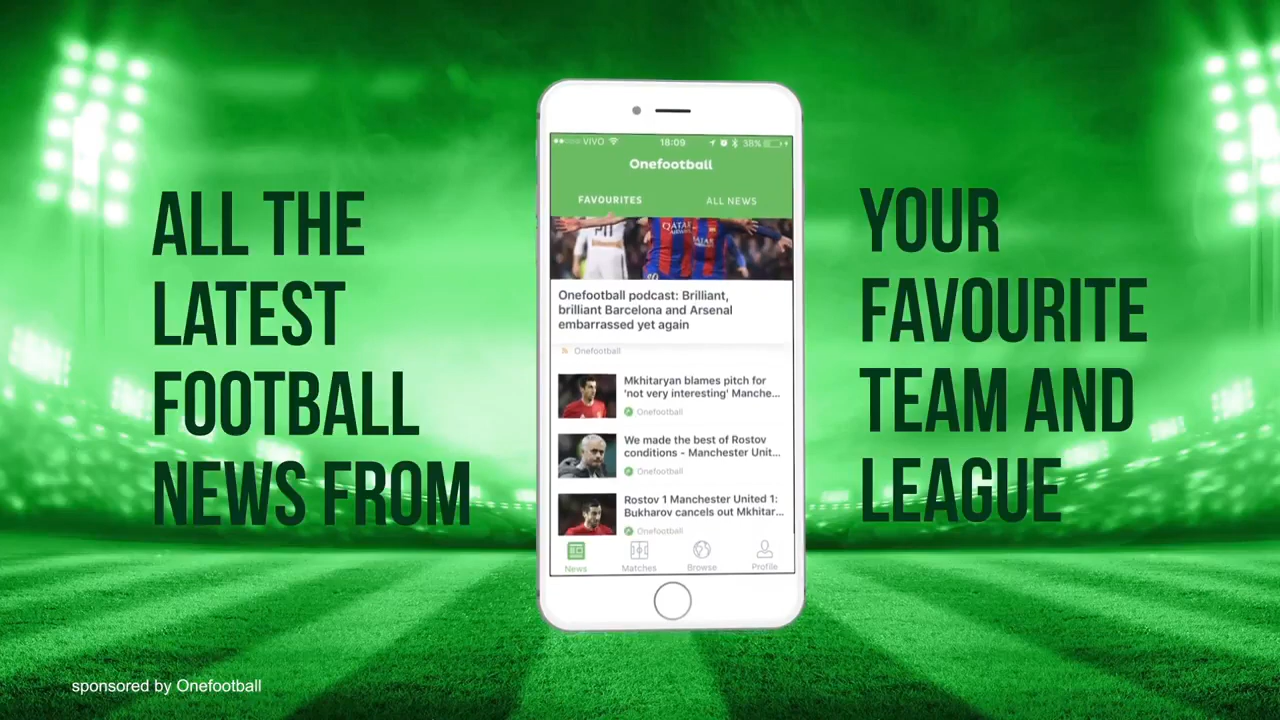 ALL THE
LATEST
FOOTBALL
NEWS FROM
VIVO
18:09
38%
Onefootball
FAVOURITES
ALL NEWS
QATAR
QATAR
Onefootball podcast: Brilliant,
brilliant Barcelona and Arsenal
embarrassed yet again
Onefootball
Mkhitaryan blames pitch for
'not very interesting' Manche...
Onefootball
We made the best of Rostov
conditions - Manchester Unit...
Onefootball
Rostov 1 Manchester United 1:
Bukharov cancels out Mkhitar...
Onefootball
News
Matches
Browse
Profile
YOUR
FAVOURITE
TEAM AND
LEAGUE
sponsored by Onefootball